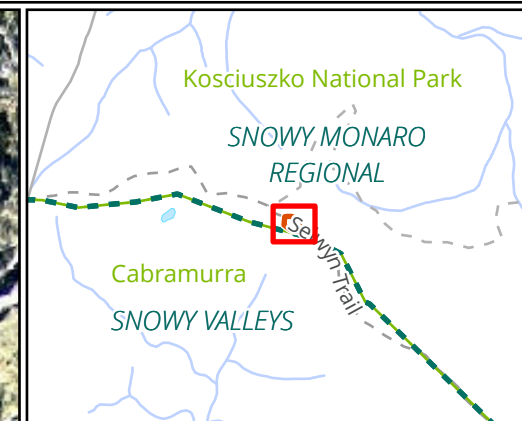 Kosciuszko National Park
SNOWY MONARO
REGIONAL
Selwyn-Trail
Cabramurra
SNOWY VALLEYS